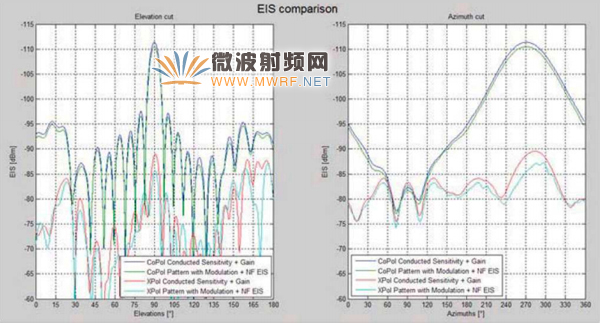 EIS comparison
Elevation cut
Azimuth cut
微波射频网
WWW.MWRF.NET
EIS [dBm]
-115
-110
-105
-100
-95
-90
-85
-80
-75
-70
-65
-60
0 15 30 45 60 75 90 105 120 135 150 165 180
Elevations [°]
CoPol Conducted Sensitivity + Gain
CoPol Pattern with Modulation + NF EIS
XPol Conducted Sensitivity + Gain
XPol Pattern with Modulation + NF EIS
EIS [dBm]
-115
-110
-105
-100
-95
-90
-85
-80
-75
-70
-65
-60
0 30 60 90 120 150 180 210 240 270 300 330 360
Azimuths [°]
CoPol Conducted Sensitivity + Gain
CoPol Pattern with Modulation + NF EIS
XPol Conducted Sensitivity + Gain
XPol Pattern with Modulation + NF EIS